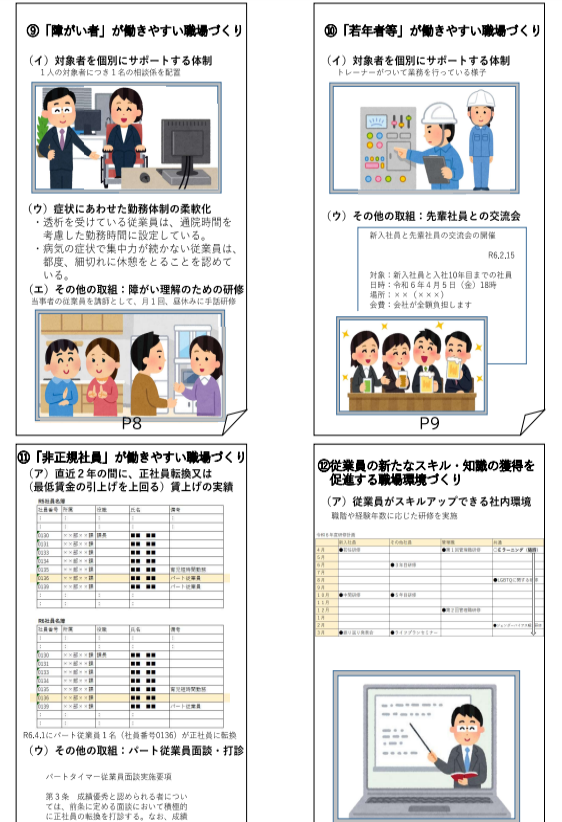 ⑨「障がい者」が働きやすい職場づくり
（イ）対象者を個別にサポートする体制
１人の対象者につき１名の相談係を配置
（ウ）症状にあわせた勤務体制の柔軟化
・透析を受けている従業員は、通院時間を
考慮した勤務時間に設定している。
・病気の症状で集中力が続かない従業員は、
都度、細切れに休憩をとることを認めて
いる。
（エ）その他の取組：障がい理解のための研修
当事者の従業員を講師として、月１回、昼休みに手話研修
P8
⑩「若年者等」が働きやすい職場づくり
（イ）対象者を個別にサポートする体制
トレーナーがついて業務を行っている様子
（ウ）その他の取組：先輩社員との交流会
新入社員と先輩社員の交流会の開催
R6,2,15
対象：新入社員と入社10年目までの社員
日時：令和６年４月５日（金）18時
場所：××（×××）
会費：会社が全額負担します
P9
⑪「非正規社員」が働きやすい職場づくり
（ア）直近２年の間に、正社員転換又は
（最低賃金の引上げを上回る）賃上げの実績
R5社員名簿
社員番号 所属 役職 氏名 備考
0130 ××部××課 課長 ■■ ■■
0131 ××部××課 ■■ ■■
0133 ××部××課 ■■ ■■
0134 ××部××課 ■■ ■■
0135 ××部××課 ■■ ■■ 育児短時間勤務
0136 ××部××課 ■■ ■■ パート従業員
0139 ××部××課 ■■ ■■ パート従業員
R6社員名簿
社員番号 所属 役職 氏名 備考
0130 ××部××課 課長 ■■ ■■
0131 ××部××課 ■■ ■■
0133 ××部××課 ■■ ■■
0134 ××部××課 ■■ ■■
0135 ××部××課 ■■ ■■ 育児短時間勤務
0136 ××部××課 ■■ ■■
0139 ××部××課 ■■ ■■ パート従業員
R6.4.1にパート従業員１名（社員番号0136）が正社員に転換
（ウ）その他の取組：パート従業員面談・打診
パートタイマー従業員面談実施要項
第３条 成績優秀と認められる者につい
ては、前条に定める面談において積極的
に正社員の転換を打診する。なお、成績
⑫従業員の新たなスキル・知識の獲得を
促進する職場環境づくり
（ア）従業員がスキルアップできる社内環境
職階や経験年数に応じた研修を実施
令和６年度研修計画
新入社員 その他社員 管理職 共通
４月 ●初任研修 ●第１回管理職研修 □Ｅラーニング（随時）
５月
６月 ●３年目研修
７月
８月 ●LGBTQに関する研修
９月
１０月 ●中間研修 ●５年目研修
１１月
１２月 ●第２回管理職研修
１月
２月
３月 ●振り返り発表会 ●ライフプランセミナー